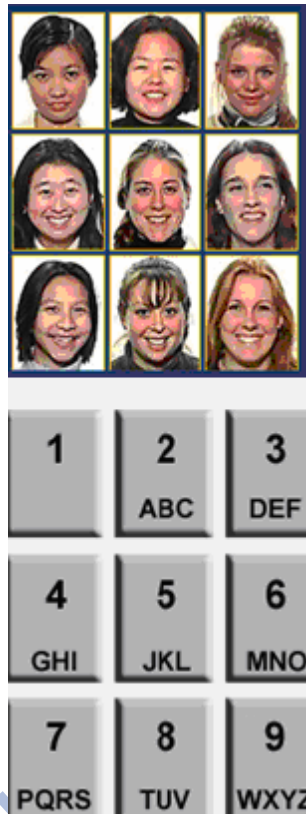 1 2 3
ABC DEF
4 5 6
GHI JKL MNO
7 8 9
PQRS TUV WXYZ